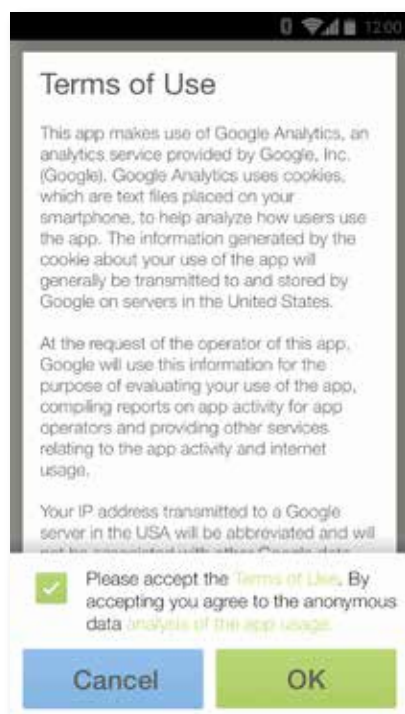 12:00
Terms of Use
This app makes use of Google Analytics, an
analytics service provided by Google, Inc.
(Google). Google Analytics uses cookies,
which are text files placed on your
smartphone, to help analyze how users use
the app. The information generated by the
cookie about your use of the app will
generally be transmitted to and stored by
Google on servers in the United States.
At the request of the operator of this app,
Google will use this information for the
purpose of evaluating your use of the app,
compiling reports on app activity for app
operators and providing other services
relating to the app activity and internet
usage.
Your IP address transmitted to a Google
server in the USA will be abbreviated and will
not be associated with other Google data
Please accept the Terms of Use. By
accepting you agree to the anonymous
data analysis of the app usage.
Cancel
OK